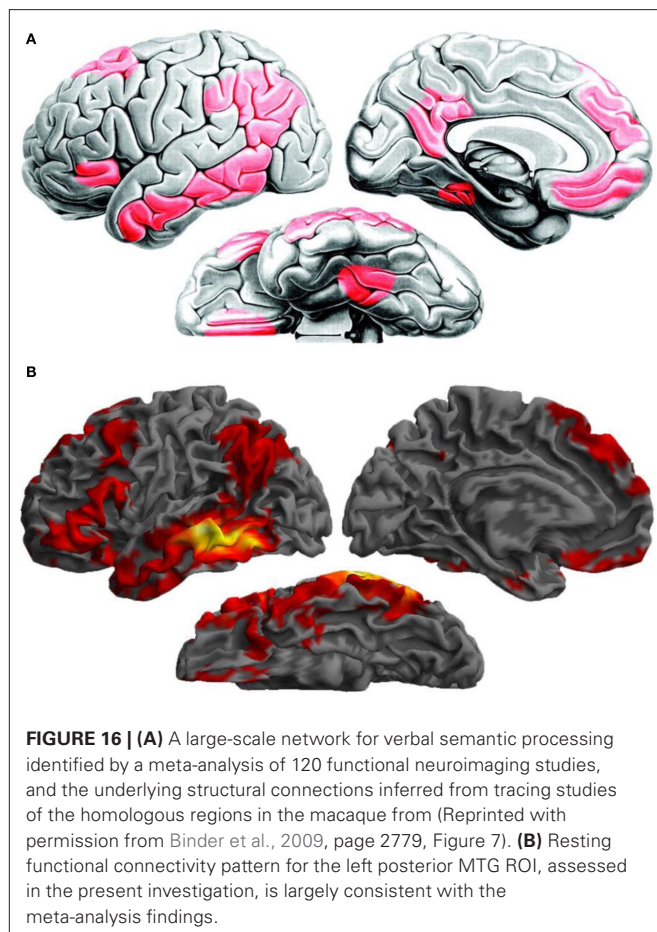 A
B
FIGURE 16 | (A) A large-scale network for verbal semantic processing
identified by a meta-analysis of 120 functional neuroimaging studies,
and the underlying structural connections inferred from tracing studies
of the homologous regions in the macaque from (Reprinted with
permission from Binder et al., 2009, page 2779, Figure 7). (B) Resting
functional connectivity pattern for the left posterior MTG ROI, assessed
in the present investigation, is largely consistent with the
meta-analysis findings.